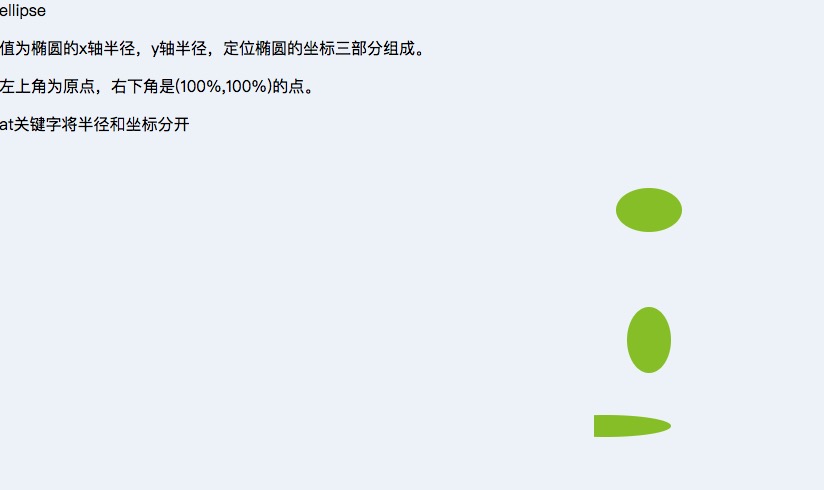 ellipse
值为椭圆的x轴半径，y轴半径，定位椭圆的坐标三部分组成。
左上角为原点，右下角是(100%,100%)的点。
at关键字将半径和坐标分开